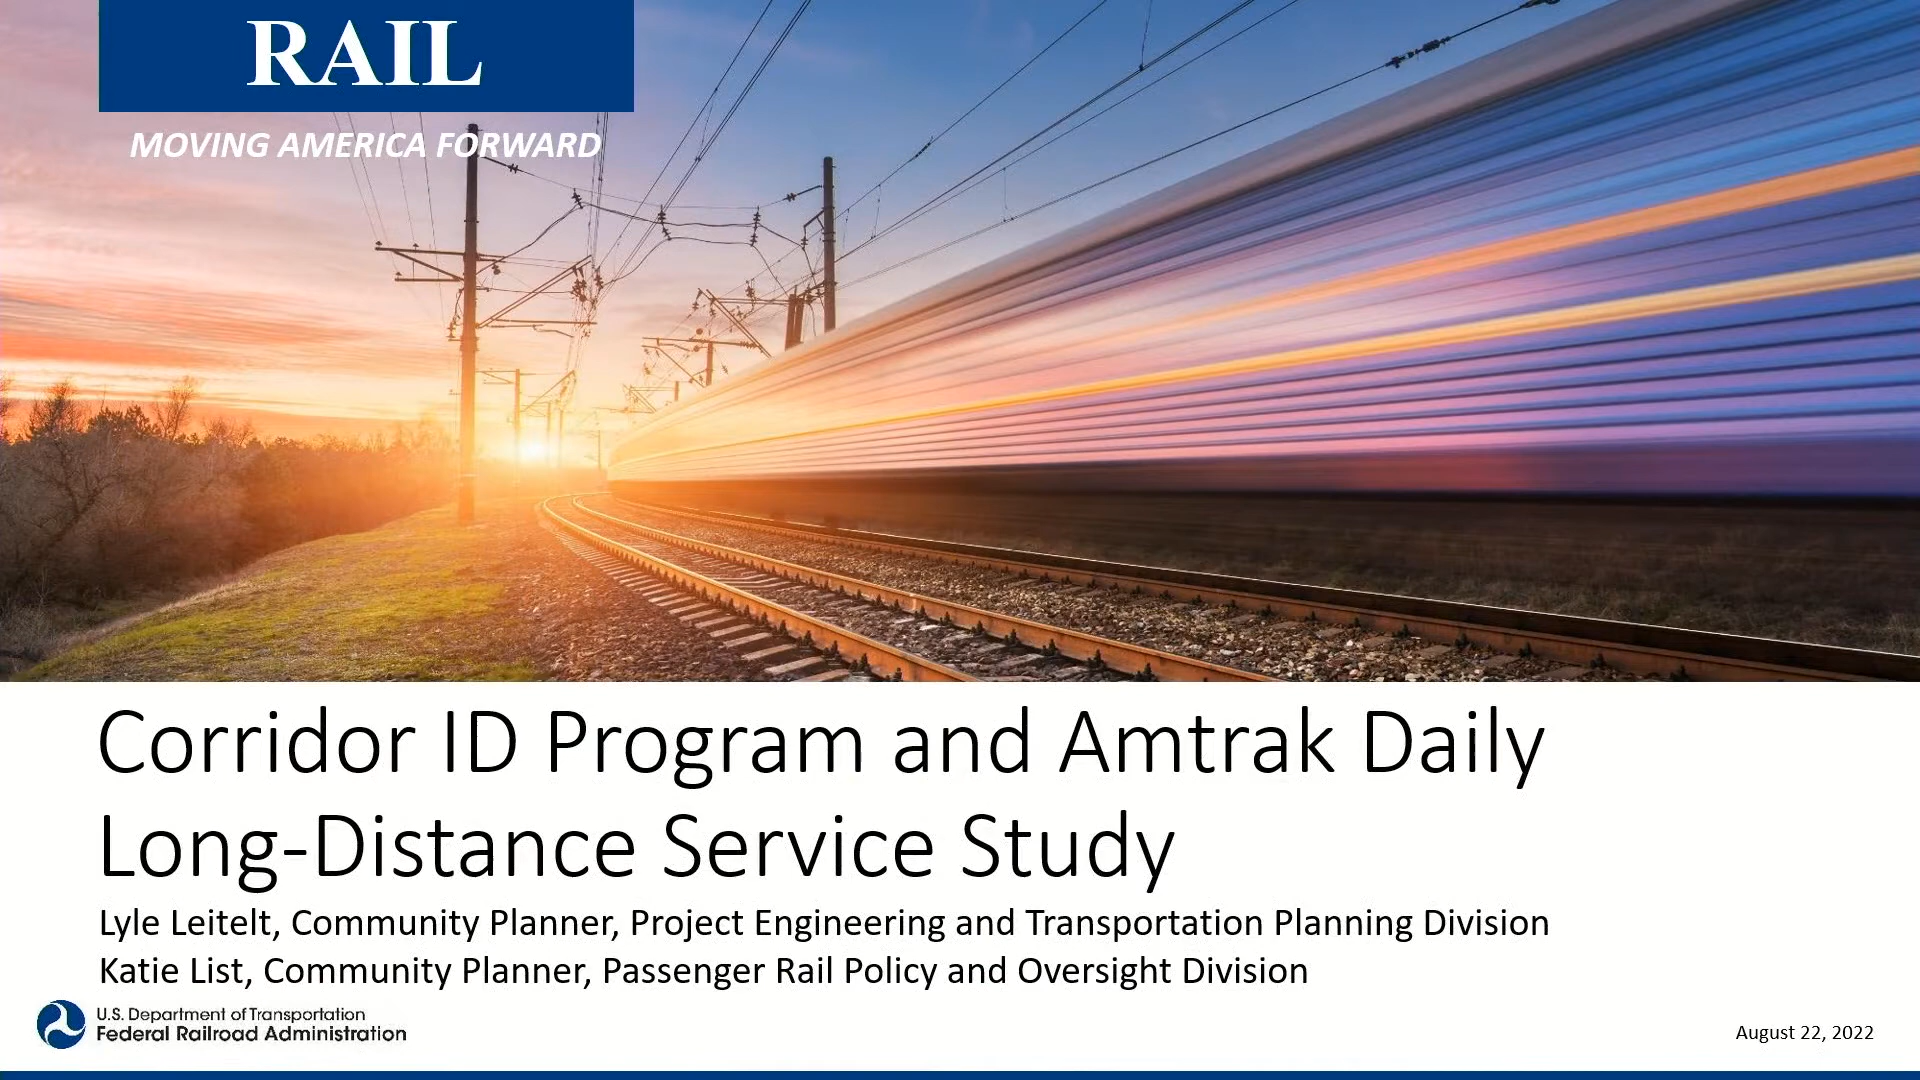 RAIL
MOVING AMERICA FORWARD
Corridor ID Program and Amtrak Daily
Long-Distance Service Study
Lyle Leitelt, Community Planner, Project Engineering and Transportation Planning Division
Katie List, Community Planner, Passenger Rail Policy and Oversight Division
U.S. Department of Transportation
Federal Railroad Administration
August 22, 2022